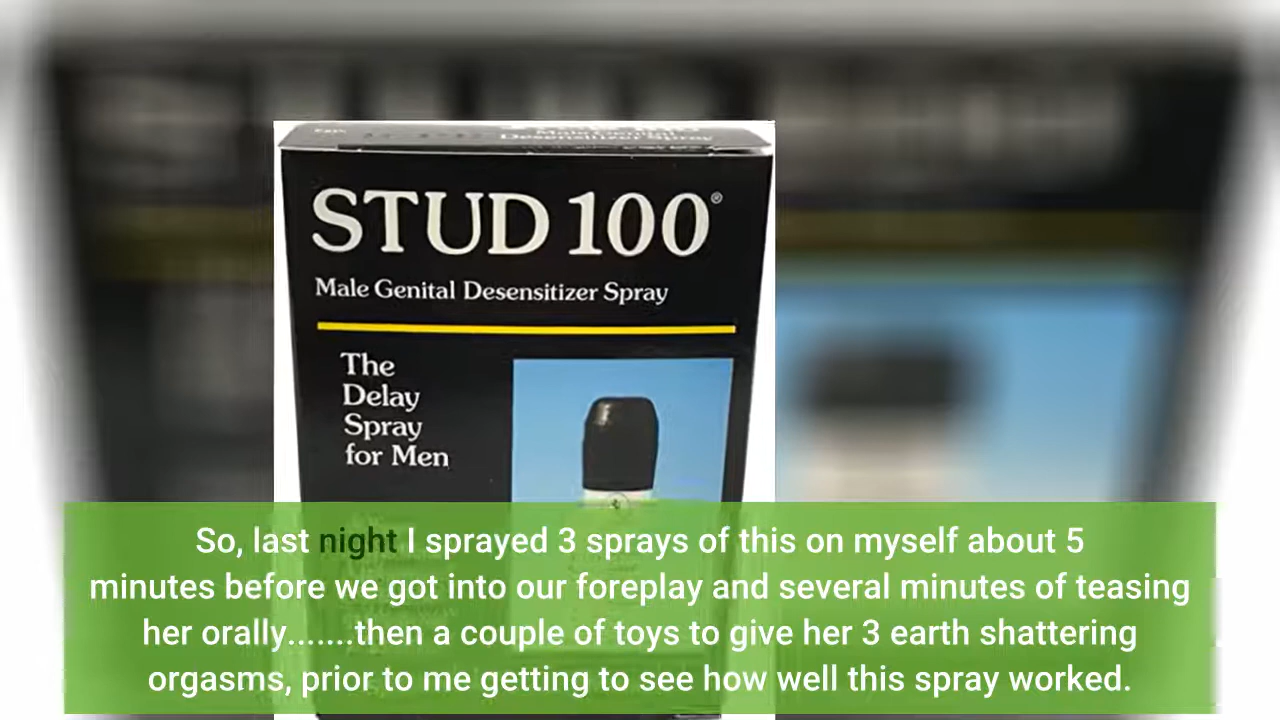 Desensitizer Spray
STUD 100®
Male Genital Desensitizer Spray
The
Delay
Spray
for Men
So, last night I sprayed 3 sprays of this on myself about 5
minutes before we got into our foreplay and several minutes of teasing
her orally.......then a couple of toys to give her 3 earth shattering
orgasms, prior to me getting to see how well this spray worked.